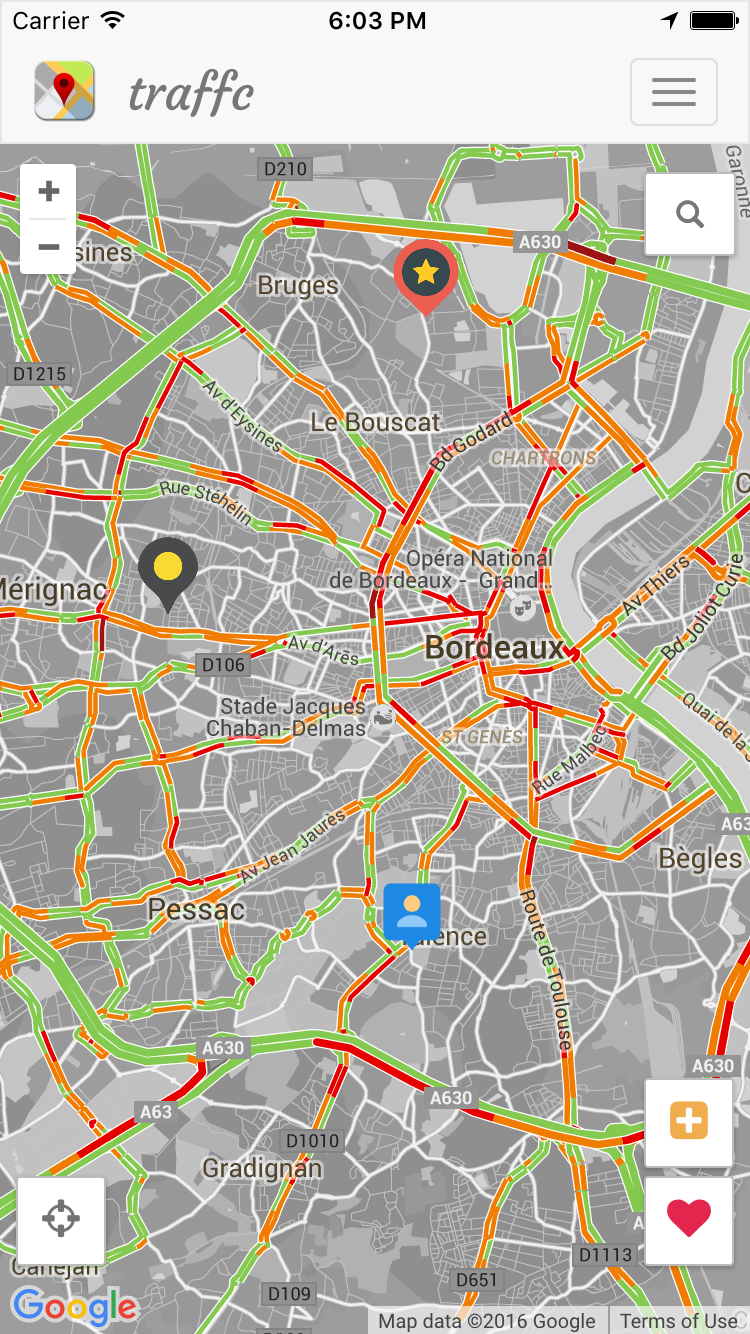 Carrier
6:03 PM
traffc
D210
Garonne
A630
sines
Bruges
D1215
Av d'Eysines
Le Bouscat
Bd Godard
CHARTRONS
Rue Stéhelin
Opéra National
de Bordeaux - Grand...
Mérignac
Av Thiers
Bd Joliot Curie
Bordeaux
Av d'Arès
D106
Stade Jacques
Chaban-Delmas
ST GENÈS
Quai de la S
Rue Malbec
A63
Av Jean Jaurès
Bègles
Pessac
alence
Route de Toulouse
A630
A630
A630
A63
D1010
Gradignan
Canéjan
D1113
D651
D109
Google
Map data ©2016 Google
Terms of Use